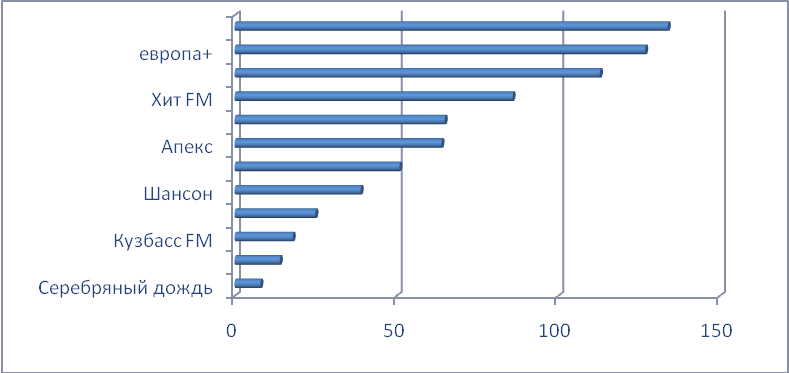 европа+
Хит FM
Апекс
Шансон
Кузбасс FM
Серебряный дождь
0 50 100 150